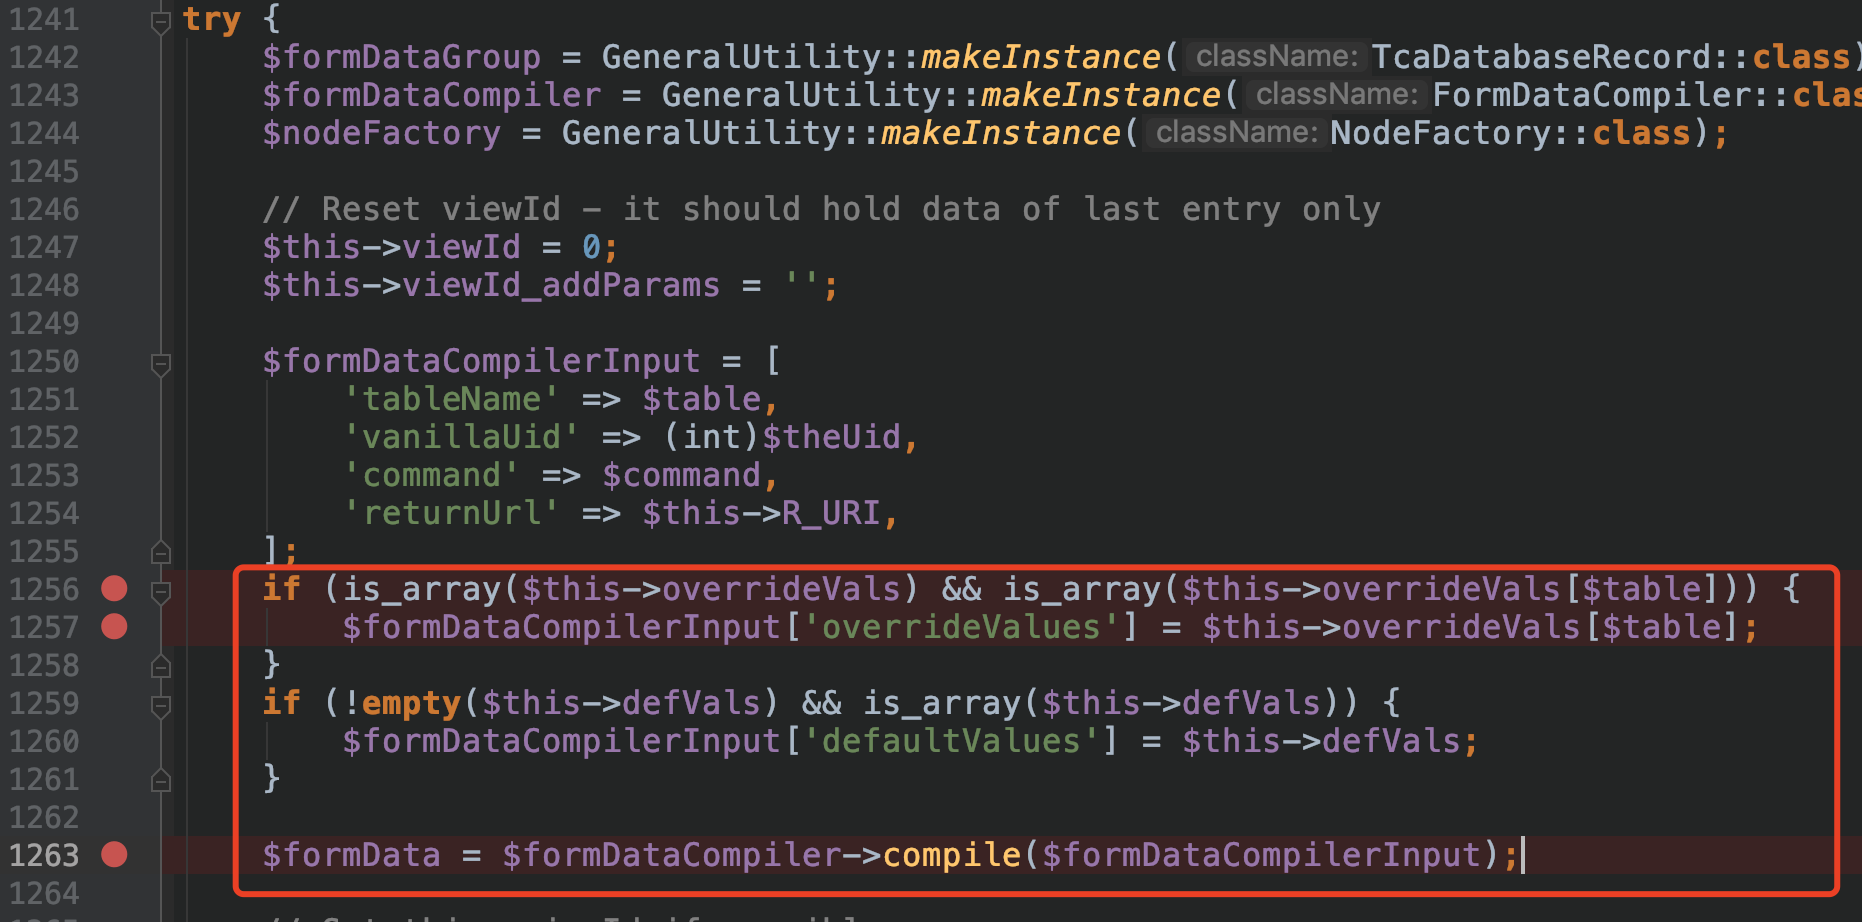 1241 try {
1242 $formDataGroup = GeneralUtility::makeInstance( className: TcaDatabaseRecord::class)
1243 $formDataCompiler = GeneralUtility::makeInstance( className: FormDataCompiler::clas
1244 $nodeFactory = GeneralUtility::makeInstance( className: NodeFactory::class);
1245
1246 // Reset viewId – it should hold data of last entry only
1247 $this->viewId = 0;
1248 $this->viewId_addParams = '';
1249
1250 $formDataCompilerInput = [
1251 'tableName' => $table,
1252 'vanillaUid' => (int)$theUid,
1253 'command' => $command,
1254 'returnUrl' => $this->R_URI,
1255 ];
1256 if (is_array($this->overrideVals) && is_array($this->overrideVals[$table])) {
1257 $formDataCompilerInput['overrideValues'] = $this->overrideVals[$table];
1258 }
1259 if (!empty($this->defVals) && is_array($this->defVals)) {
1260 $formDataCompilerInput['defaultValues'] = $this->defVals;
1261 }
1262
1263 $formData = $formDataCompiler->compile($formDataCompilerInput);
1264